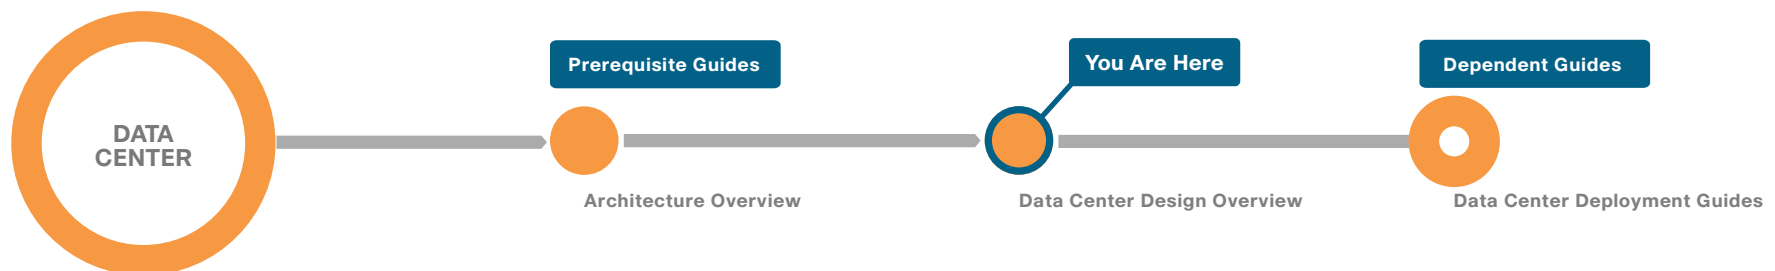 DATA
CENTER
Prerequisite Guides
You Are Here
Dependent Guides
Architecture Overview
Data Center Design Overview
Data Center Deployment Guides